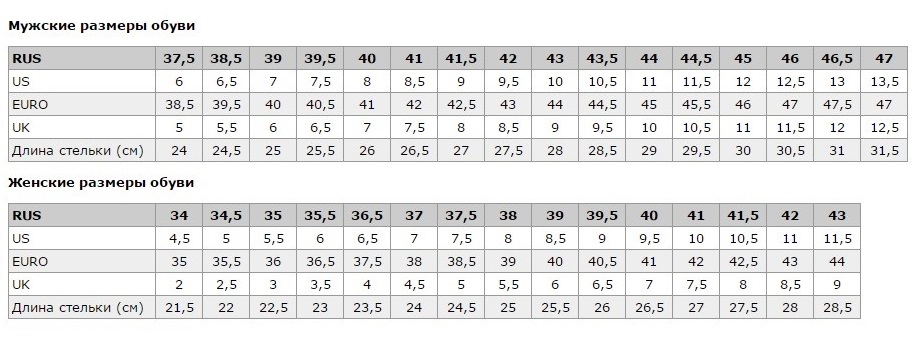 Мужские размеры обуви
RUS 37,5 38,5 39 39,5 40 41 41,5 42 43 43,5 44 44,5 45 46 46,5 47
US 6 6,5 7 7,5 8 8,5 9 9,5 10 10,5 11 11,5 12 12,5 13 13,5
EURO 38,5 39,5 40 40,5 41 42 42,5 43 44 44,5 45 45,5 46 47 47,5 47
UK 5 5,5 6 6,5 7 7,5 8 8,5 9 9,5 10 10,5 11 11,5 12 12,5
Длина стельки (см) 24 24,5 25 25,5 26 26,5 27 27,5 28 28,5 29 29,5 30 30,5 31 31,5
Женские размеры обуви
RUS 34 34,5 35 35,5 36,5 37 37,5 38 39 39,5 40 41 41,5 42 43
US 4,5 5 5,5 6 6,5 7 7,5 8 8,5 9 9,5 10 10,5 11 11,5
EURO 35 35,5 36 36,5 37,5 38 38,5 39 40 40,5 41 42 42,5 43 44
UK 2 2,5 3 3,5 4 4,5 5 5,5 6 6,5 7 7,5 8 8,5 9
Длина стельки (см) 21,5 22 22,5 23 23,5 24 24,5 25 25,5 26 26,5 27 27,5 28 28,5